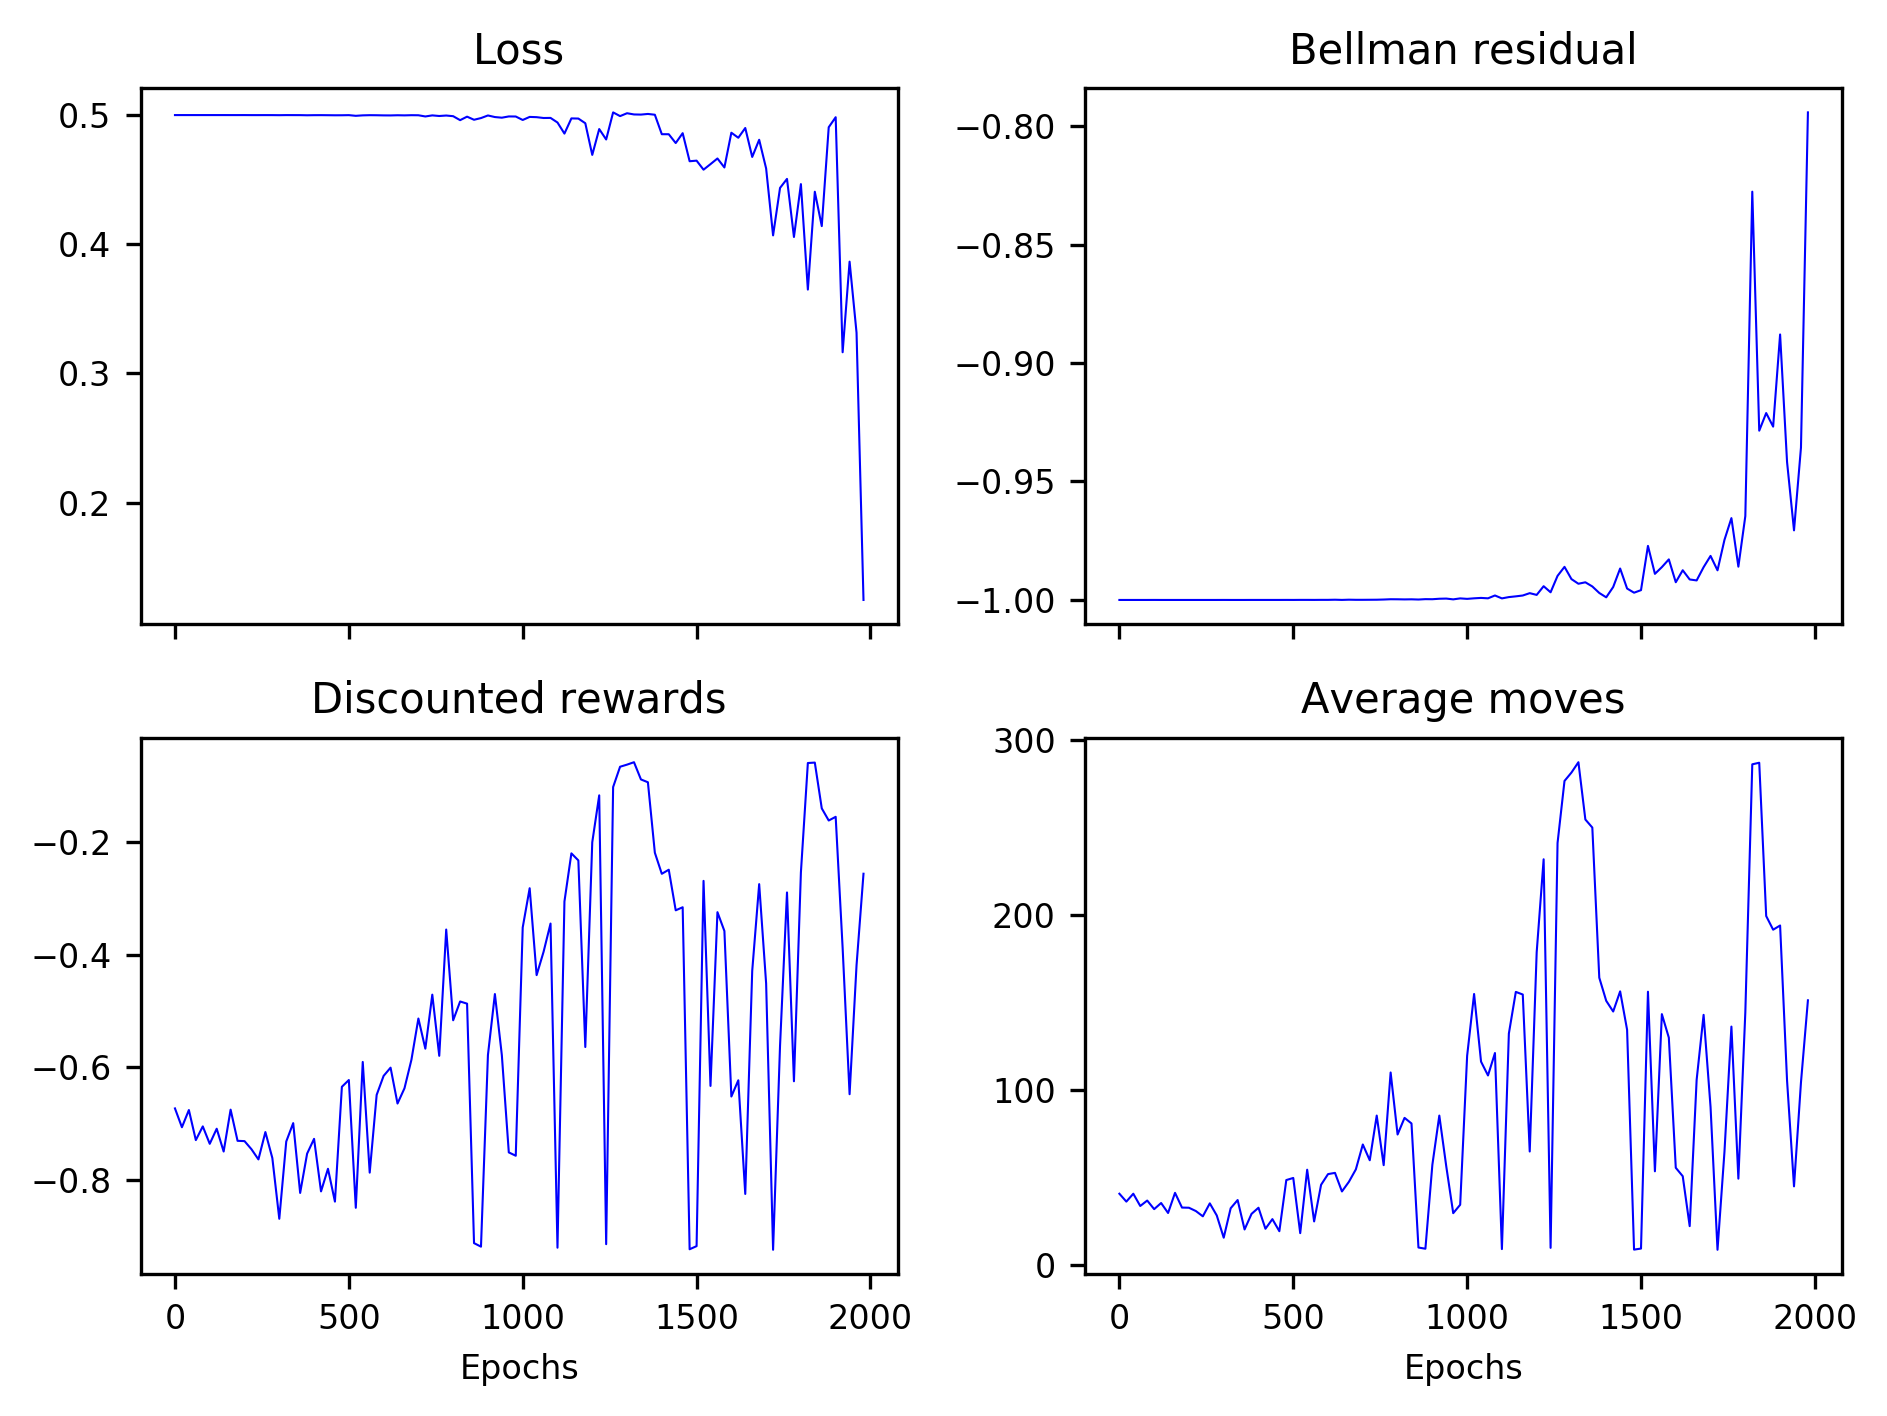 Loss
0.5
0.4
0.3
0.2
Bellman residual
−0.80
−0.85
−0.90
−0.95
−1.00
Discounted rewards
−0.2
−0.4
−0.6
−0.8
0 500 1000 1500 2000
Epochs
Average moves
300
200
100
0
0 500 1000 1500 2000
Epochs